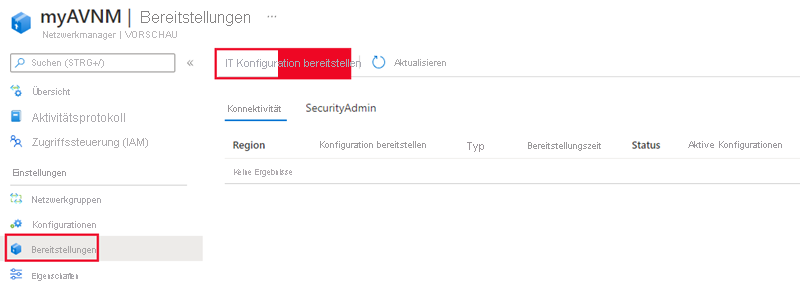 myAVNM | Bereitstellungen ...
Netzwerkmanager | VORSCHAU
Suchen (STRG+/)
«
Übersicht
Aktivitätsprotokoll
Zugriffssteuerung (IAM)
Einstellungen
Netzwerkgruppen
Konfigurationen
Bereitstellungen
Eigenschaften
IT Konfiguration bereitstellen
Aktualisieren
Konnektivität SecurityAdmin
Region Konfiguration bereitstellen Typ Bereitstellungszeit Status Aktive Konfigurationen
Keine Ergebnisse